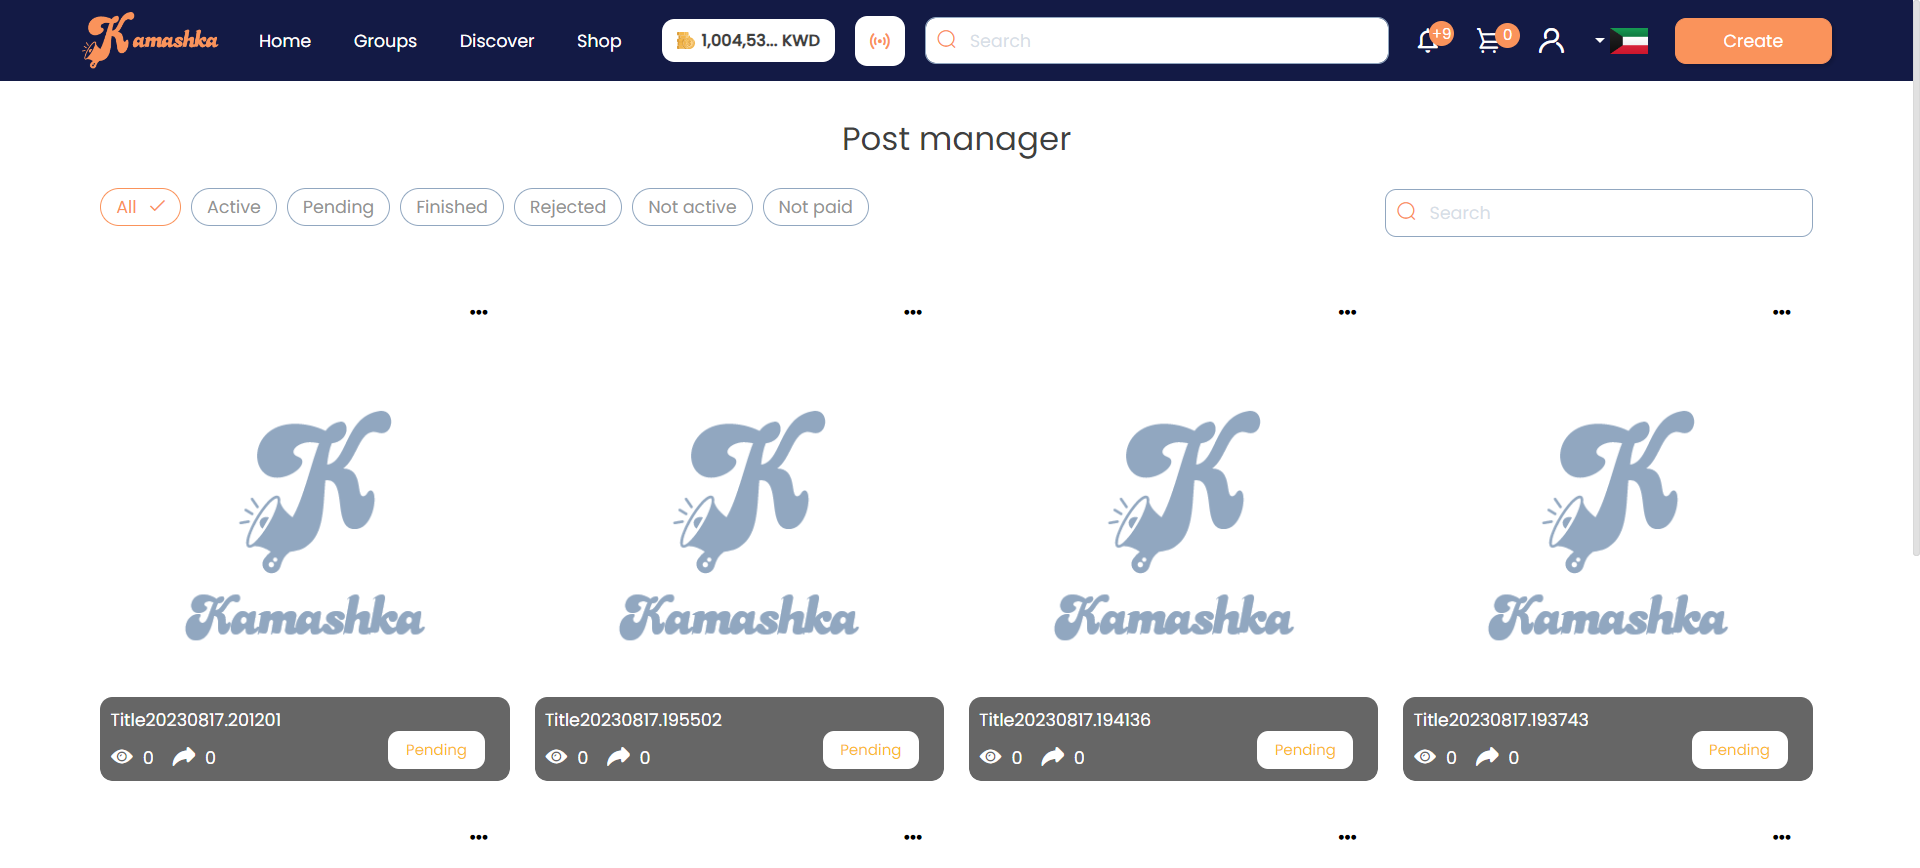 Kamashka Home Groups Discover Shop 1,004,53... KWD Search +9 0 Create
Post manager
All Active Pending Finished Rejected Not active Not paid Search
Kamashka Kamashka Kamashka Kamashka
Title20230817.201201
0 0 Pending
Title20230817.195502
0 0 Pending
Title20230817.194136
0 0 Pending
Title20230817.193743
0 0 Pending